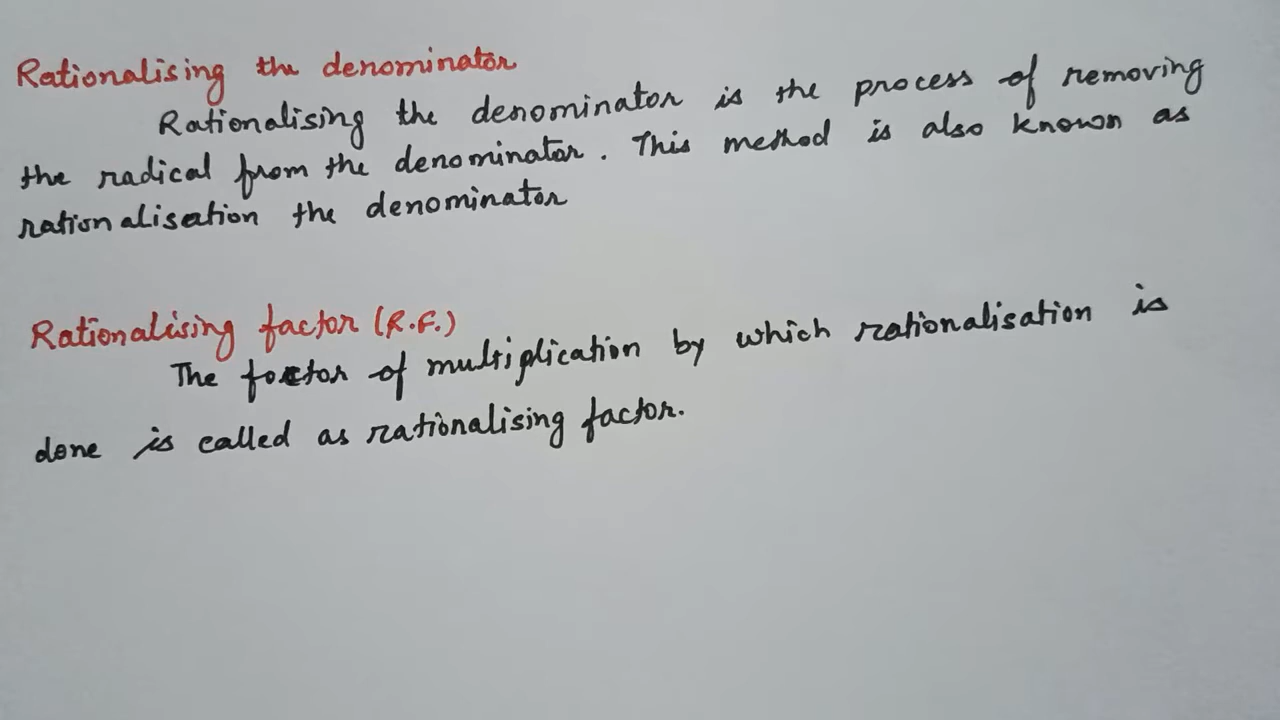 Rationalising the denominator
Rationalising the denominator is the process of removing
the radical from the denominator. This method is also known as
rationalisation the denominator
Rationalising factor (R.F.)
The factor of multiplication by which rationalisation is
done is called as rationalising factor.